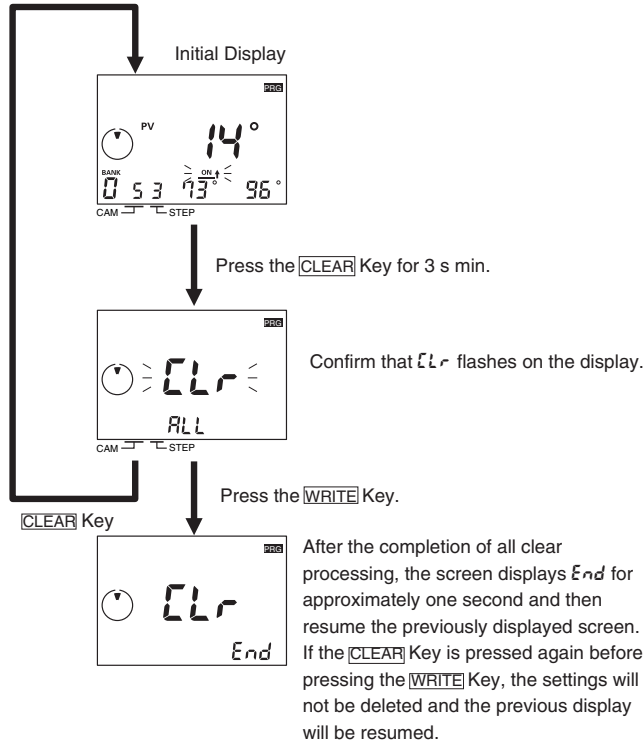 Initial Display
PRG
PV
14°
BANK
ON
0 5 3 73° 96°
CAM STEP
Press the CLEAR Key for 3 s min.
PRG
CLr
Confirm that CLr flashes on the display.
ALL
CAM STEP
Press the WRITE Key.
CLEAR Key
PRG
CLr
End
After the completion of all clear
processing, the screen displays End for
approximately one second and then
resume the previously displayed screen.
If the CLEAR Key is pressed again before
pressing the WRITE Key, the settings will
not be deleted and the previous display
will be resumed.